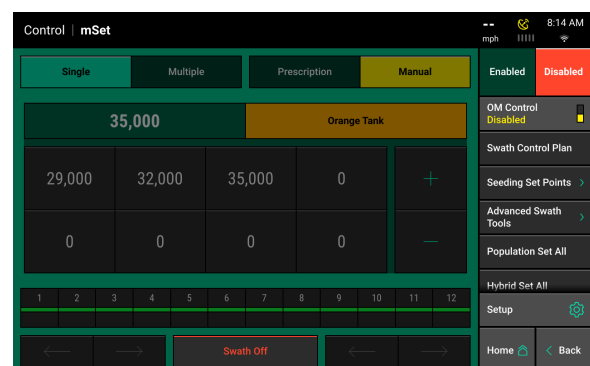 Control | mSet
--
mph
8:14 AM
Single
Multiple
Prescription
Manual
Enabled
Disabled
35,000
Orange Tank
OM Control
Disabled
Swath Control Plan
29,000
32,000
35,000
0
+
Seeding Set Points >
Advanced Swath
Tools >
0
0
0
0
—
Population Set All
Hybrid Set All
1 2 3 4 5 6 7 8 9 10 11 12
Setup
Swath Off
Home
< Back